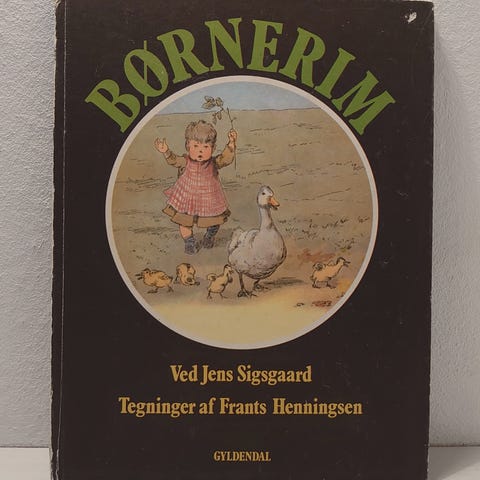 BØRNERIM
Ved Jens Sigsgaard
Tegninger af Frants Henningsen
GYLDENDAL